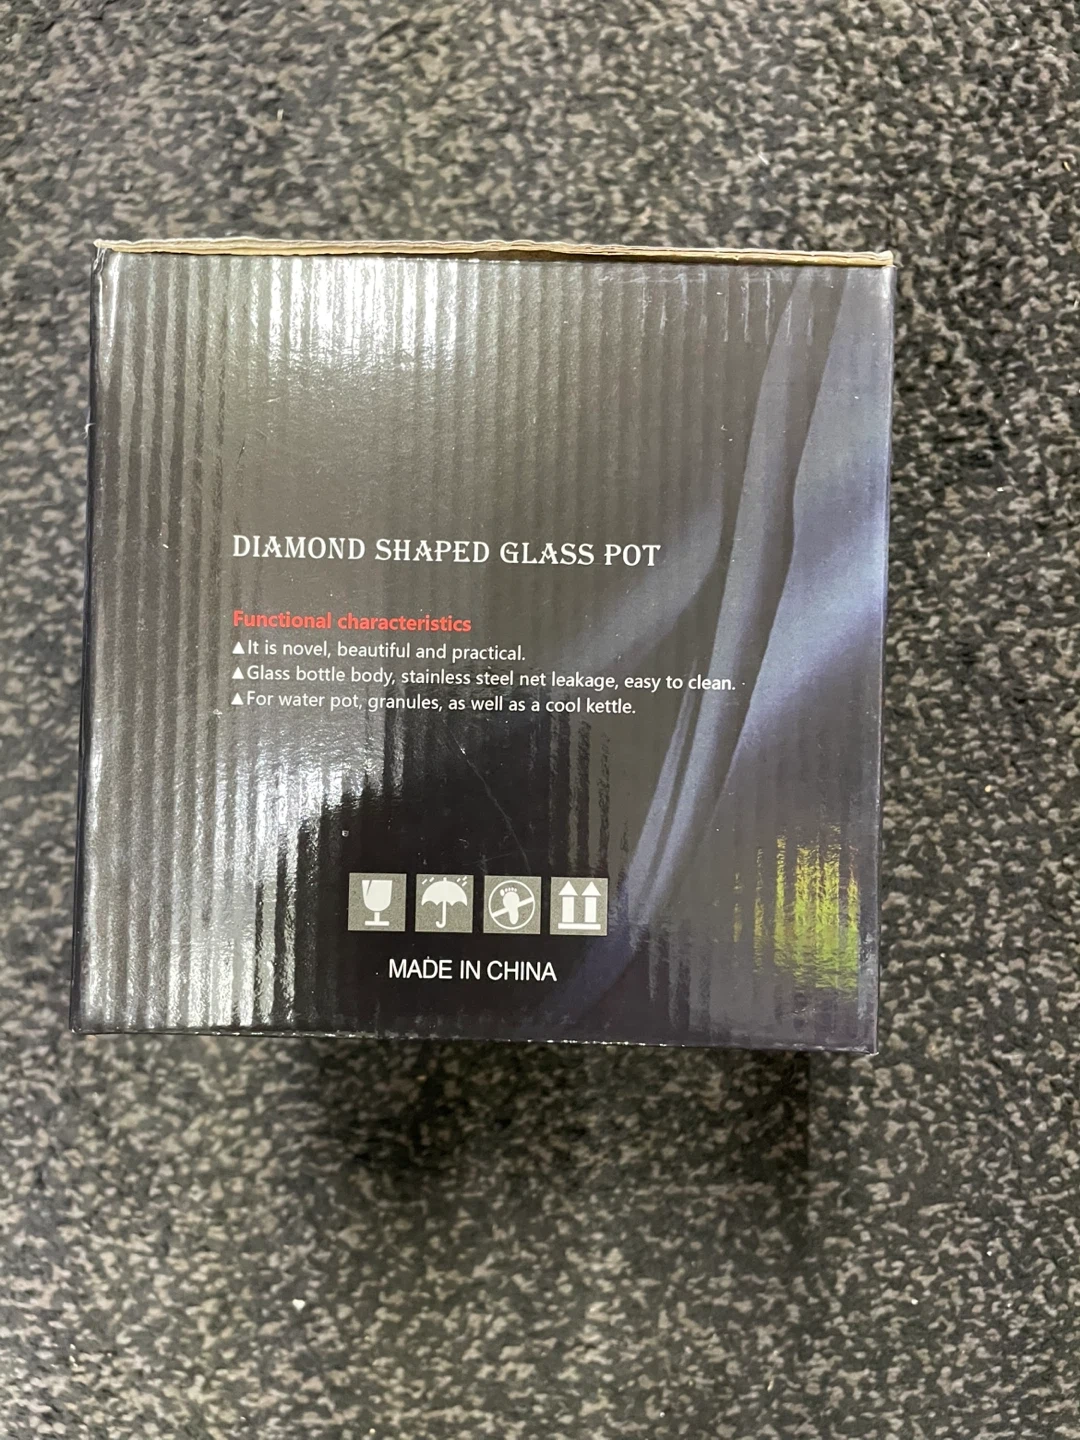 DIAMOND SHAPED GLASS POT
Functional characteristics
▲It is novel, beautiful and practical.
▲Glass bottle body, stainless steel net leakage, easy to clean.
▲For water pot, granules, as well as a cool kettle.
MADE IN CHINA